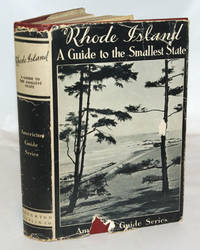 Rhode Island
A GUIDE
TO THE
SMALLEST
STATE
American
Guide
Series
Rhode Island
A Guide to the Smallest State
Guide Series